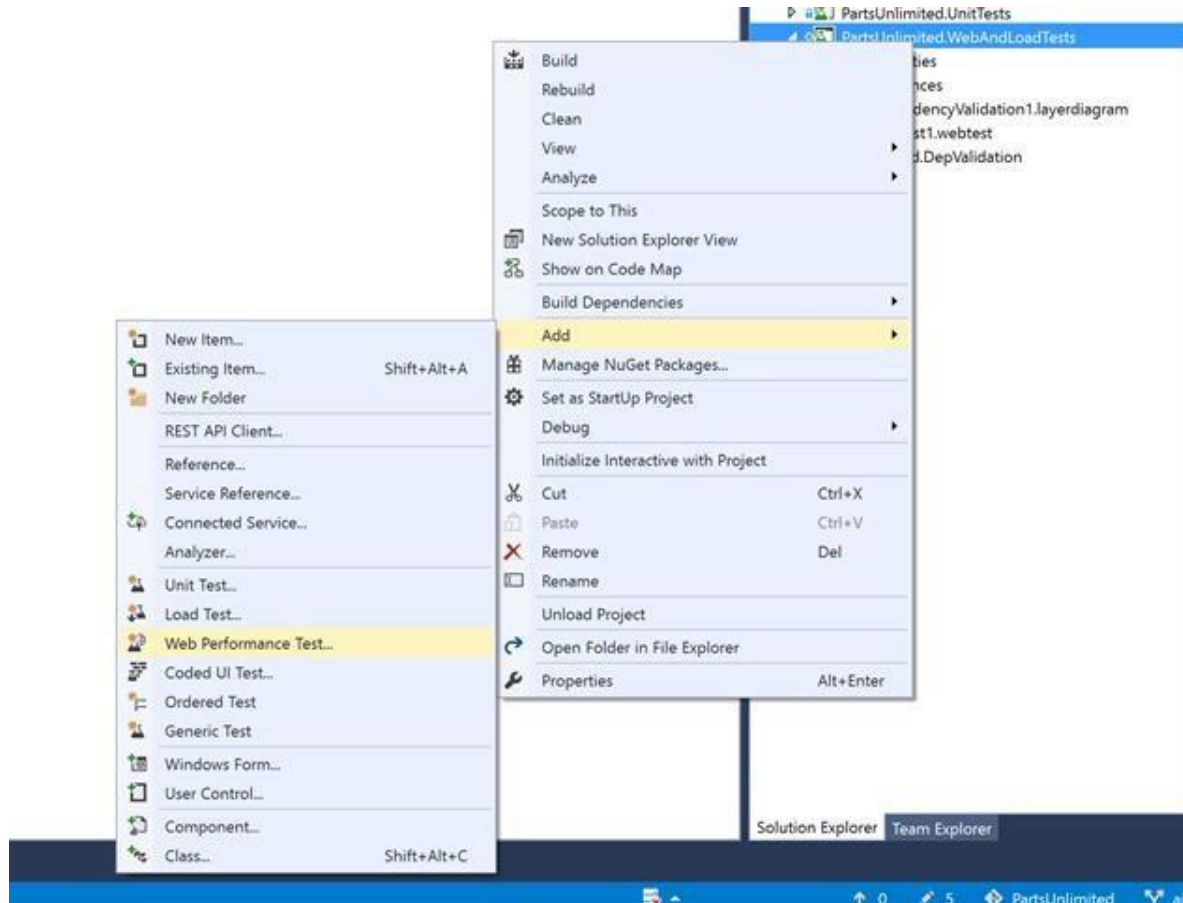 PartsUnlimited.UnitTests
PartsUnlimited.WebAndLoadTests
ties
nces
dencyValidation1.layerdiagram
st1.webtest
d.DepValidation
Build
Rebuild
Clean
View
Analyze
Scope to This
New Solution Explorer View
Show on Code Map
Build Dependencies
Add
Manage NuGet Packages...
Set as StartUp Project
Debug
Initialize Interactive with Project
Cut Ctrl+X
Paste Ctrl+V
Remove Del
Rename
Unload Project
Open Folder in File Explorer
Properties Alt+Enter
New Item...
Existing Item... Shift+Alt+A
New Folder
REST API Client...
Reference...
Service Reference...
Connected Service...
Analyzer...
Unit Test...
Load Test...
Web Performance Test...
Coded UI Test...
Ordered Test
Generic Test
Windows Form...
User Control...
Component...
Class... Shift+Alt+C
Solution Explorer Team Explorer
0 5 PartsUnlimited